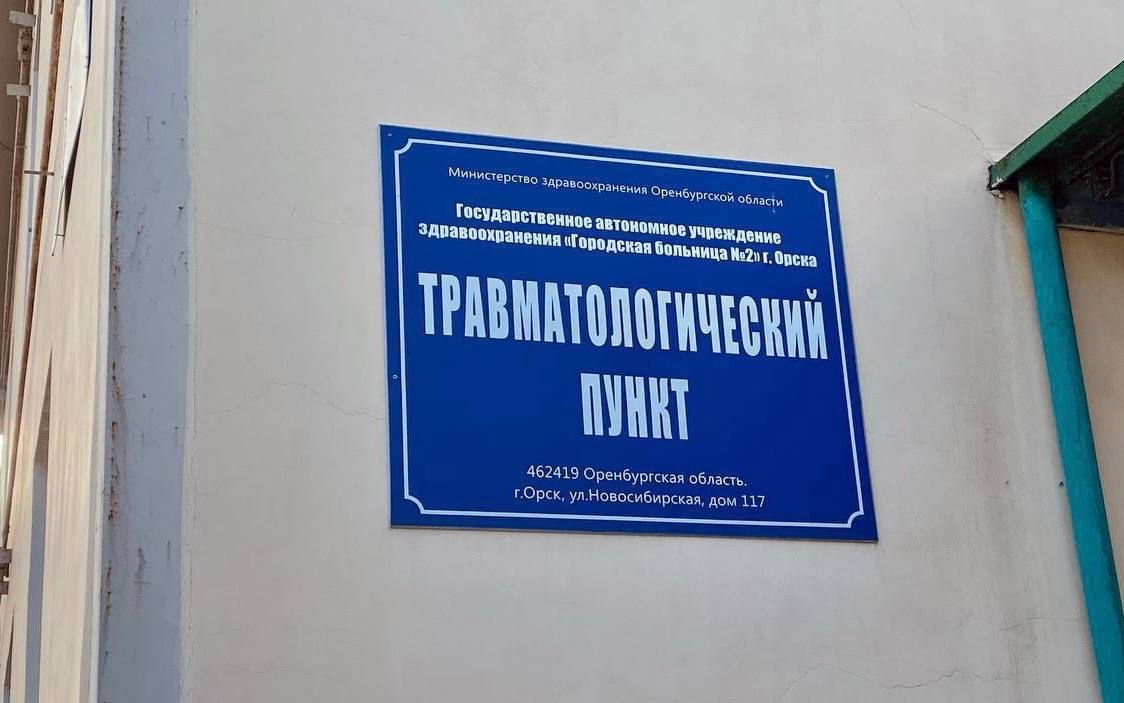 Министерство здравоохранения Оренбургской области
Государственное автономное учреждение
здравоохранения «Городская больница №2» г. Орска
ТРАВМАТОЛОГИЧЕСКИЙ
ПУНКТ
462419 Оренбургская область.
г.Орск, ул.Новосибирская, дом 117